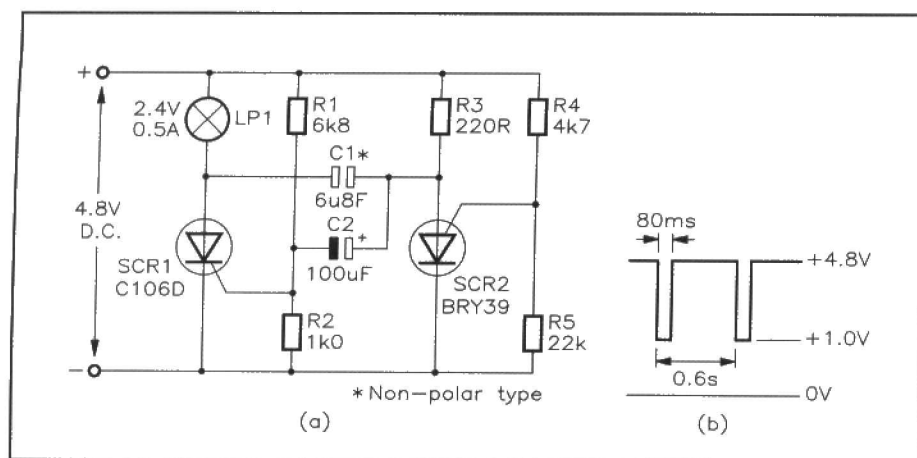 +
2.4V
0.5A
LP1
R1
6k8
R3
220R
R4
4k7
C1*
6u8F
4.8V
D.C.
C2
+
100uF
SCR1
C106D
SCR2
BRY39
R2
1k0
R5
22k
−
*Non-polar type
(a)
80ms
+4.8V
+1.0V
0.6s
0V
(b)